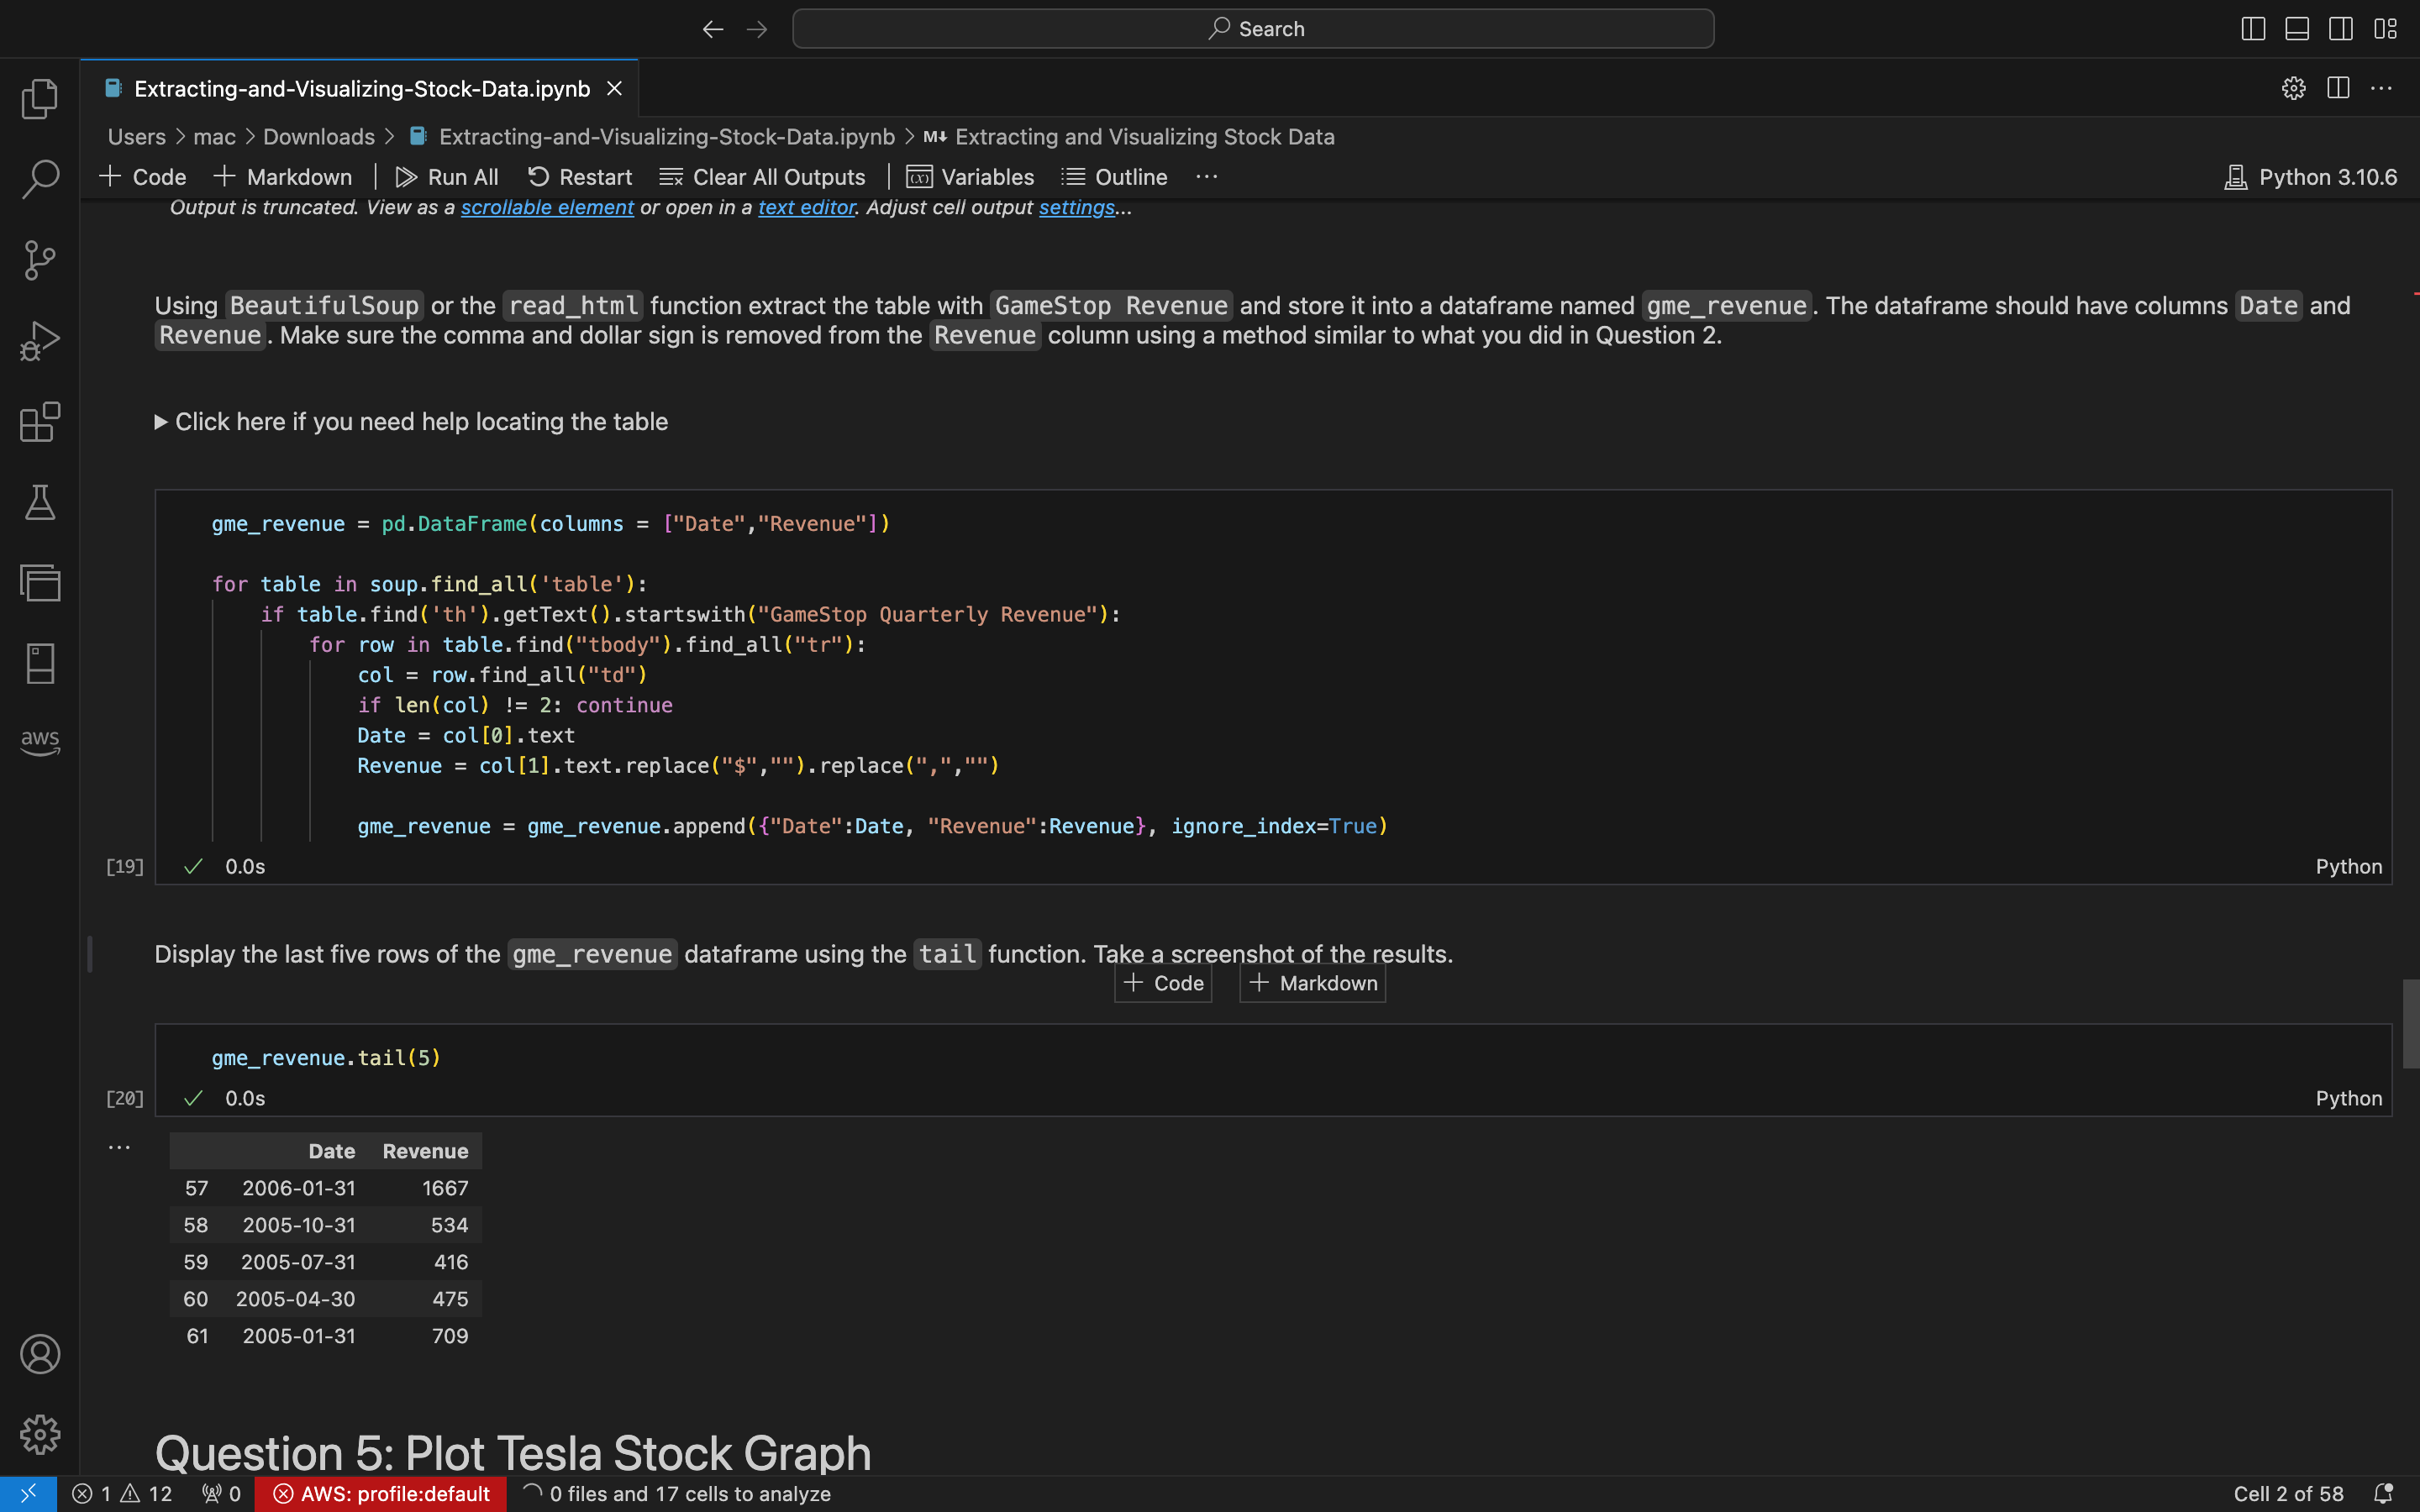 Search
Extracting-and-Visualizing-Stock-Data.ipynb
Users > mac > Downloads > Extracting-and-Visualizing-Stock-Data.ipynb > M↓ Extracting and Visualizing Stock Data
+ Code + Markdown | Run All Restart Clear All Outputs | Variables Outline ... Python 3.10.6
Output is truncated. View as a scrollable element or open in a text editor. Adjust cell output settings...
Using BeautifulSoup or the read_html function extract the table with GameStop Revenue and store it into a dataframe named gme_revenue. The dataframe should have columns Date and
Revenue. Make sure the comma and dollar sign is removed from the Revenue column using a method similar to what you did in Question 2.
Click here if you need help locating the table
gme_revenue = pd.DataFrame(columns = ["Date","Revenue"])
for table in soup.find_all('table'):
if table.find('th').getText().startswith("GameStop Quarterly Revenue"):
for row in table.find("tbody").find_all("tr"):
col = row.find_all("td")
if len(col) != 2: continue
Date = col[0].text
Revenue = col[1].text.replace("$","").replace(",","")
gme_revenue = gme_revenue.append({"Date":Date, "Revenue":Revenue}, ignore_index=True)
[19] ✓ 0.0s Python
Display the last five rows of the gme_revenue dataframe using the tail function. Take a screenshot of the results.
+ Code + Markdown
gme_revenue.tail(5)
[20] ✓ 0.0s Python
... Date Revenue
57 2006-01-31 1667
58 2005-10-31 534
59 2005-07-31 416
60 2005-04-30 475
61 2005-01-31 709
Question 5: Plot Tesla Stock Graph
aws
1 12 0 AWS: profile:default 0 files and 17 cells to analyze Cell 2 of 58